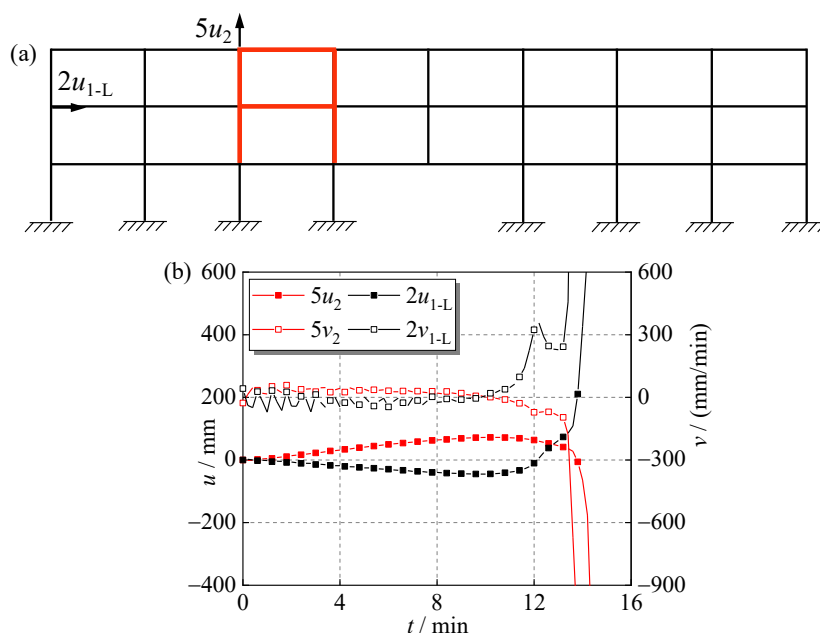 (a)
5u₂
2u₁₋L
(b)
5u₂ 2u₁₋L
5v₂ 2v₁₋L
600
400
200
0
−200
−400
u / mm
600
300
0
−300
−600
−900
v / (mm/min)
0 4 8 12 16
t / min